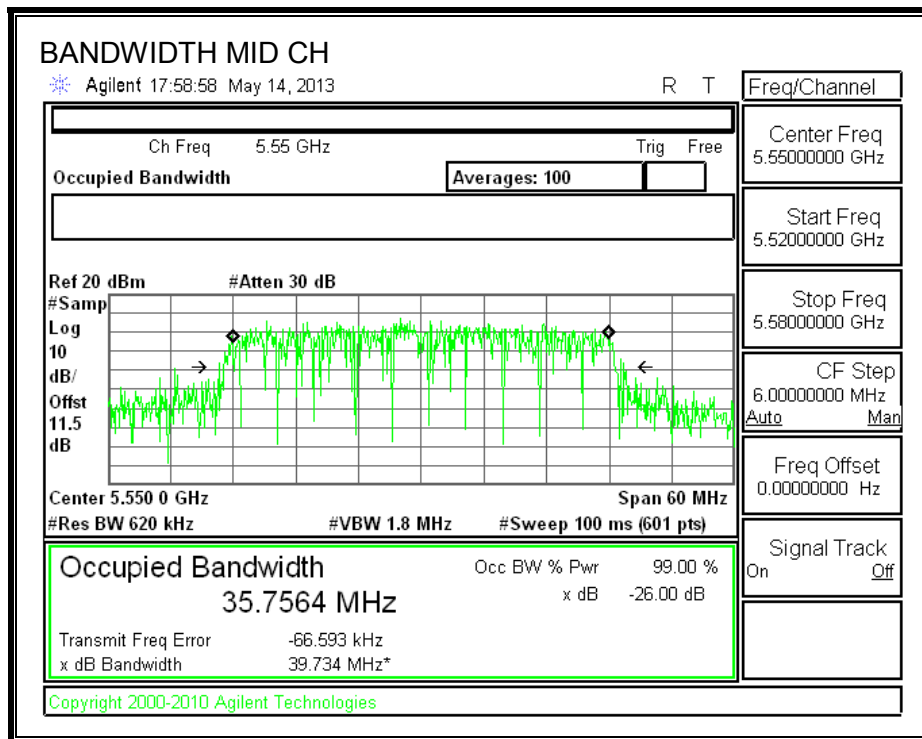 BANDWIDTH MID CH
Agilent 17:58:58 May 14, 2013 R T
Freq/Channel
Ch Freq 5.55 GHz Trig Free
Occupied Bandwidth Averages: 100
Center Freq
5.55000000 GHz
Start Freq
5.52000000 GHz
Stop Freq
5.58000000 GHz
CF Step
6.00000000 MHz
Auto Man
Freq Offset
0.00000000 Hz
Signal Track
On Off
Ref 20 dBm #Atten 30 dB
#Samp
Log
10
dB/
Offst
11.5
dB
Center 5.550 0 GHz Span 60 MHz
#Res BW 620 kHz #VBW 1.8 MHz #Sweep 100 ms (601 pts)
Occupied Bandwidth Occ BW % Pwr 99.00 %
35.7564 MHz x dB -26.00 dB
Transmit Freq Error -66.593 kHz
x dB Bandwidth 39.734 MHz*
Copyright 2000-2010 Agilent Technologies